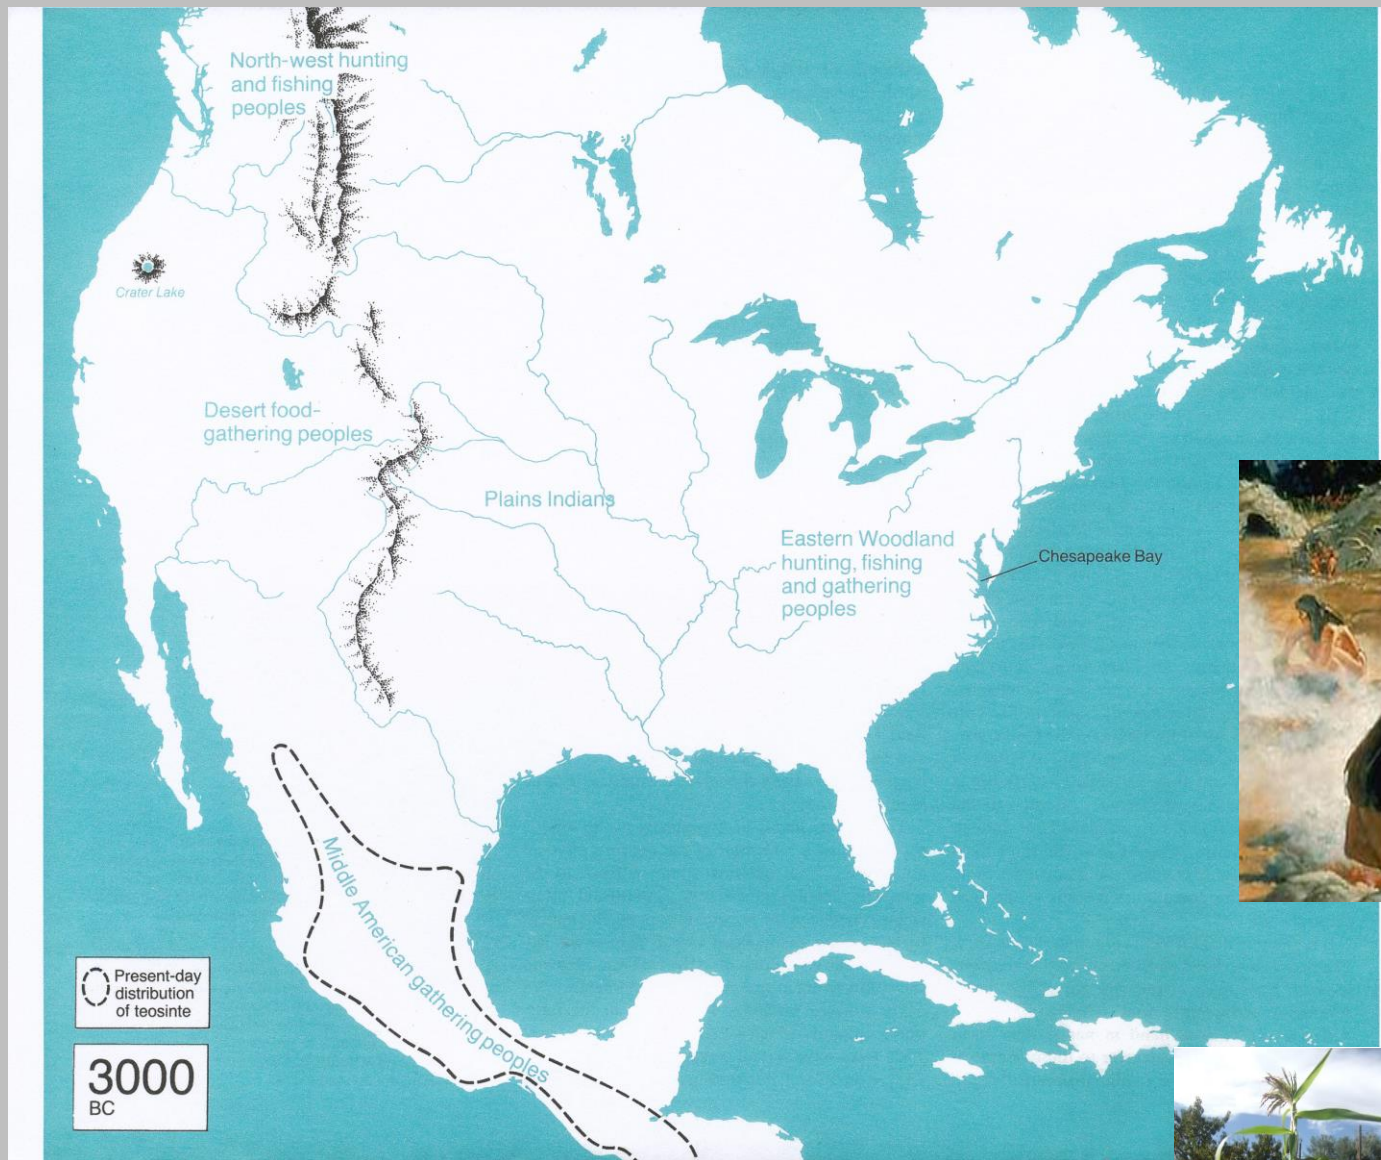 North-west hunting
and fishing
peoples
Crater Lake
Desert food-
gathering peoples
Plains Indians
Eastern Woodland
hunting, fishing
and gathering
peoples
Chesapeake Bay
Middle American gathering peoples
Present-day
distribution
of teosinte
3000
BC